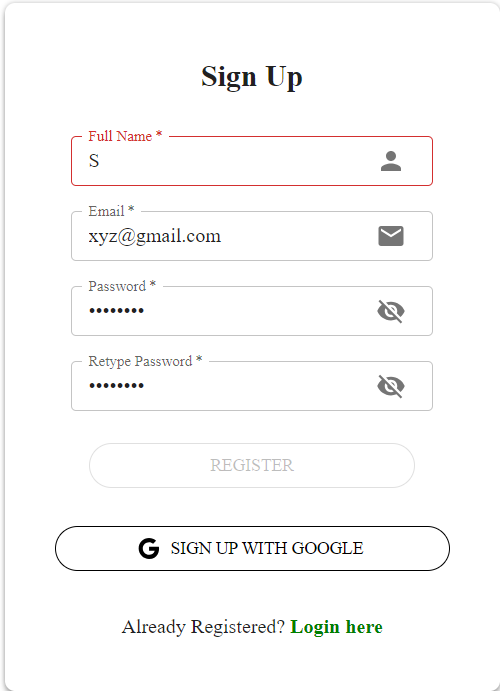 Sign Up
Full Name *
S
Email *
xyz@gmail.com
Password *
••••••••
Retype Password *
••••••••
REGISTER
G SIGN UP WITH GOOGLE
Already Registered? Login here